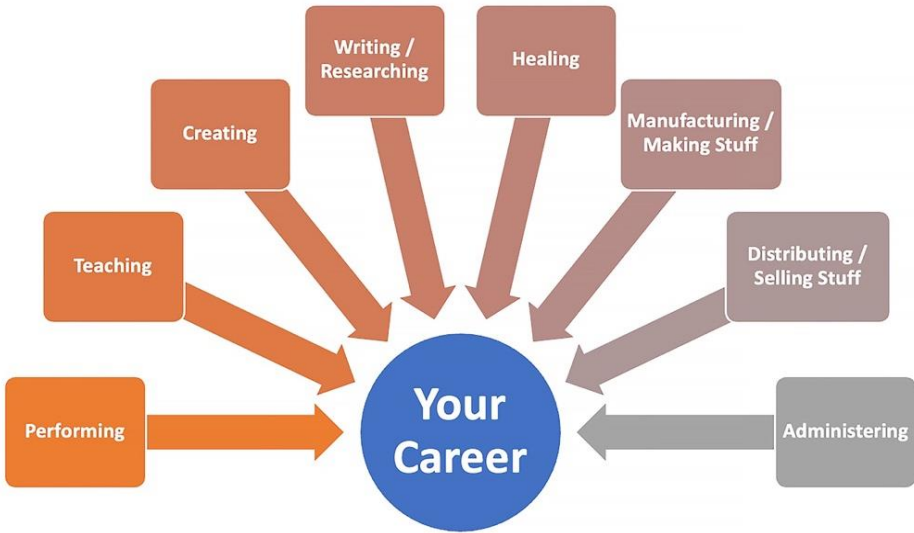 Writing /
Researching
Healing
Creating
Manufacturing /
Making Stuff
Teaching
Distributing /
Selling Stuff
Performing
Your
Career
Administering